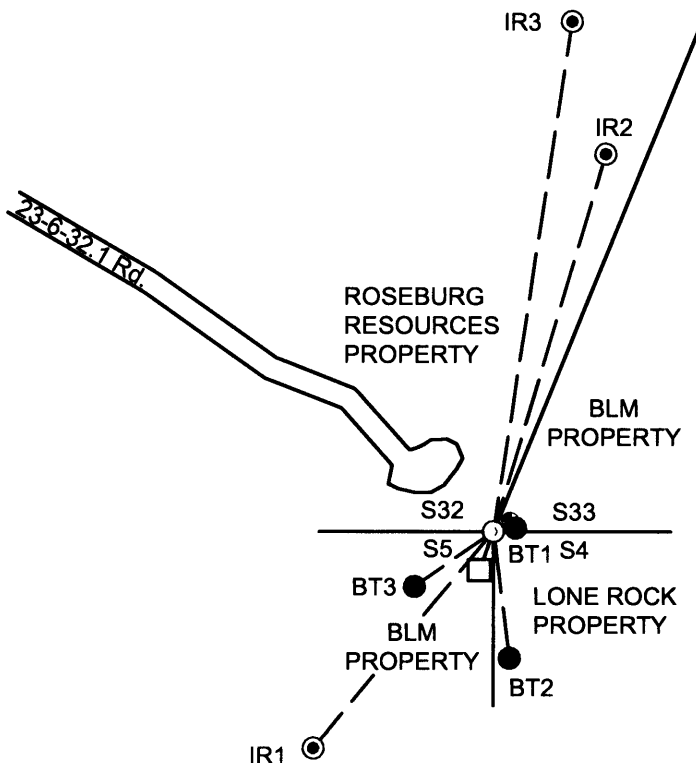 IR3
IR2
23-6-32.1 Rd.
ROSEBURG
RESOURCES
PROPERTY
BLM
PROPERTY
S32
S33
S5
BT1
S4
BT3
LONE ROCK
PROPERTY
BLM
PROPERTY
BT2
IR1